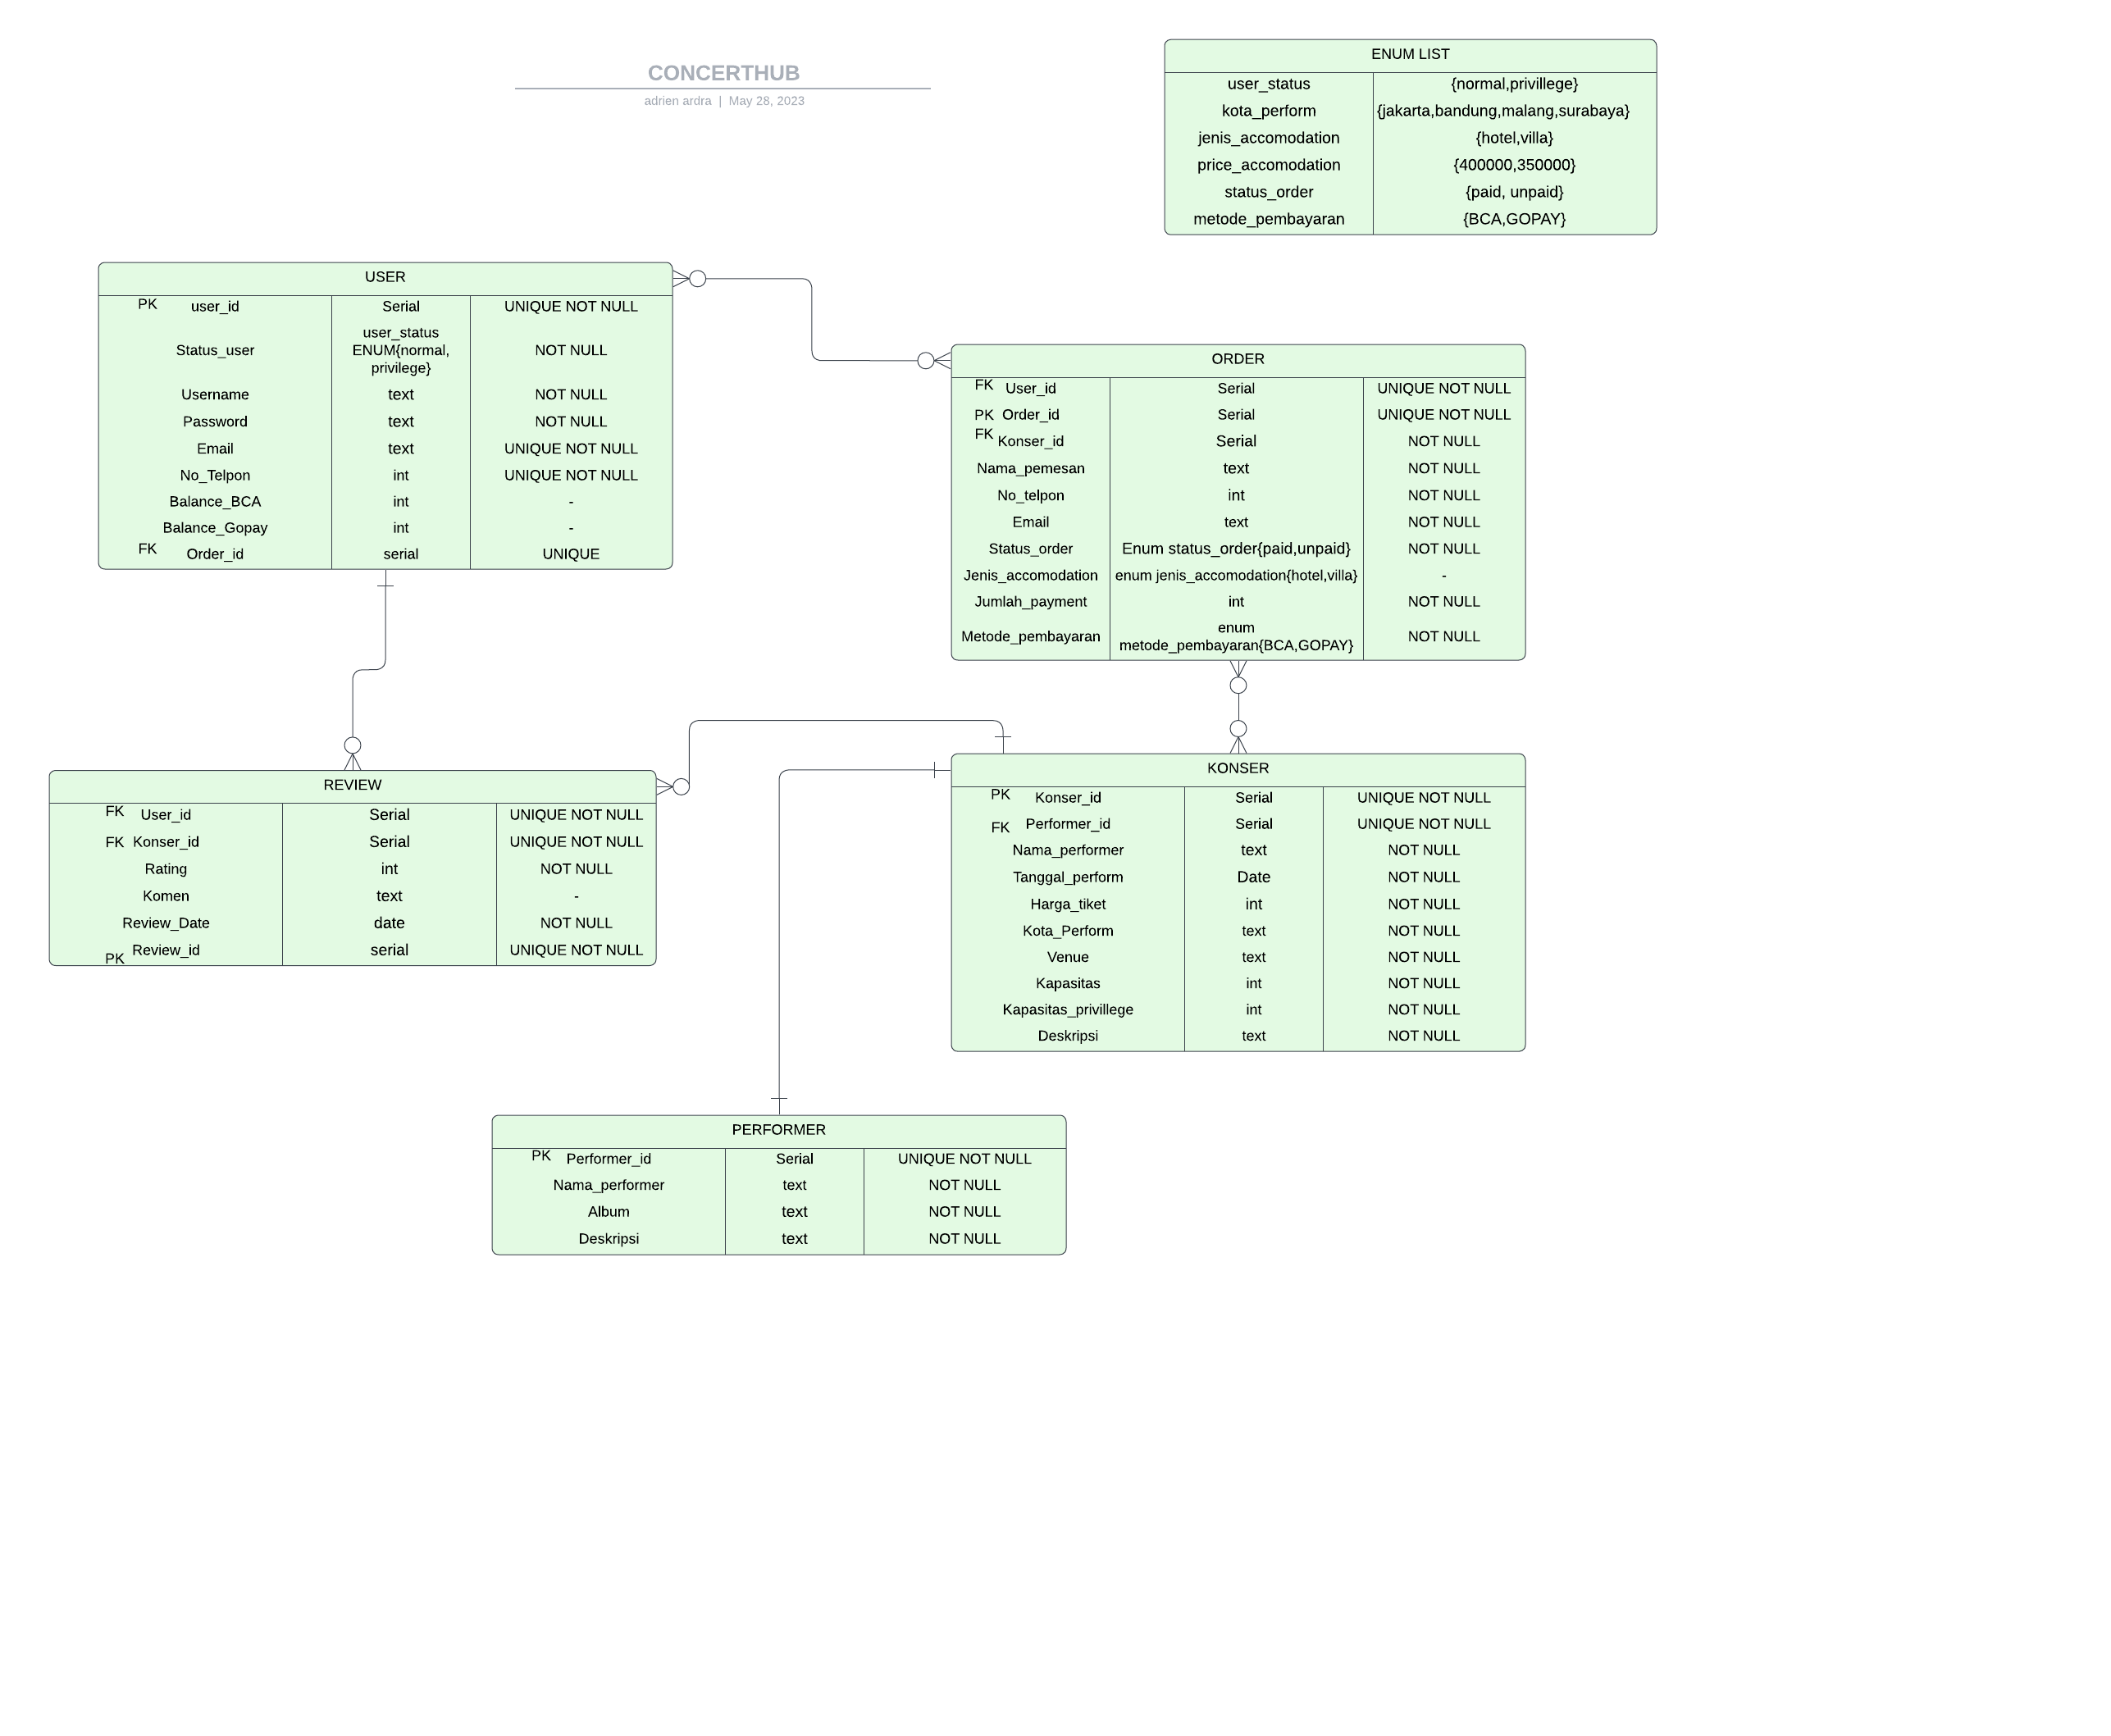 CONCERTHUB
adrien ardra | May 28, 2023
ENUM LIST
user_status {normal,privillege}
kota_perform {jakarta,bandung,malang,surabaya}
jenis_accomodation {hotel,villa}
price_accomodation {400000,350000}
status_order {paid, unpaid}
metode_pembayaran {BCA,GOPAY}
USER
PK user_id Serial UNIQUE NOT NULL
user_status
Status_user ENUM{normal, NOT NULL
privilege}
Username text NOT NULL
Password text NOT NULL
Email text UNIQUE NOT NULL
No_Telpon int UNIQUE NOT NULL
Balance_BCA int -
Balance_Gopay int -
FK Order_id serial UNIQUE
ORDER
FK User_id Serial UNIQUE NOT NULL
PK Order_id Serial UNIQUE NOT NULL
FK Konser_id Serial NOT NULL
Nama_pemesan text NOT NULL
No_telpon int NOT NULL
Email text NOT NULL
Status_order Enum status_order{paid,unpaid} NOT NULL
Jenis_accomodation enum jenis_accomodation{hotel,villa} -
Jumlah_payment int NOT NULL
enum
Metode_pembayaran metode_pembayaran{BCA,GOPAY} NOT NULL
REVIEW
FK User_id Serial UNIQUE NOT NULL
FK Konser_id Serial UNIQUE NOT NULL
Rating int NOT NULL
Komen text -
Review_Date date NOT NULL
PK Review_id serial UNIQUE NOT NULL
KONSER
PK Konser_id Serial UNIQUE NOT NULL
FK Performer_id Serial UNIQUE NOT NULL
Nama_performer text NOT NULL
Tanggal_perform Date NOT NULL
Harga_tiket int NOT NULL
Kota_Perform text NOT NULL
Venue text NOT NULL
Kapasitas int NOT NULL
Kapasitas_privillege int NOT NULL
Deskripsi text NOT NULL
PERFORMER
PK Performer_id Serial UNIQUE NOT NULL
Nama_performer text NOT NULL
Album text NOT NULL
Deskripsi text NOT NULL